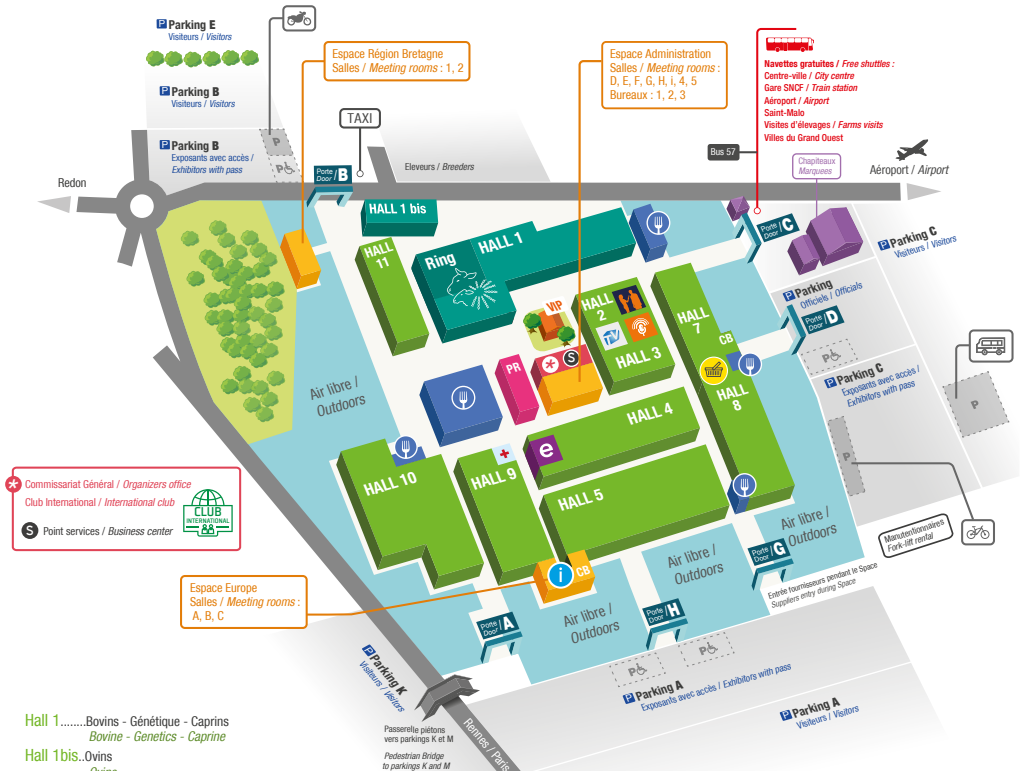 P Parking E
Visiteurs / Visitors
P Parking B
Visiteurs / Visitors
P Parking B
Exposants avec accès /
Exhibitors with pass
P
P
Espace Région Bretagne
Salles / Meeting rooms : 1, 2
TAXI
Espace Administration
Salles / Meeting rooms :
D, E, F, G, H, i, 4, 5
Bureaux : 1, 2, 3
Navettes gratuites / Free shuttles :
Centre-ville / City centre
Gare SNCF / Train station
Aéroport / Airport
Saint-Malo
Visites d'élevages / Farms visits
Villes du Grand Ouest
Bus 57
Chapiteaux
Marquees
Aéroport / Airport
Redon
Porte / B
Door
Eleveurs / Breeders
HALL 1 bis
HALL
11
Ring
HALL 1
Porte / C
Door
P Parking C
Visiteurs / Visitors
P Parking
Officiels / Officials
Porte / D
Door
P
P Parking C
Exposants avec accès /
Exhibitors with pass
P
P
VIP
HALL
2
TV
HALL 3
HALL
7
CB
HALL
8
PR
S
Air libre /
Outdoors
HALL 4
e
HALL 10
HALL 9
HALL 5
Commissariat Général / Organizers office
Club International / International club
CLUB
INTERNATIONAL
S Point services / Business center
Espace Europe
Salles / Meeting rooms :
A, B, C
i
CB
Air libre /
Outdoors
Air libre /
Outdoors
Air libre /
Outdoors
Manutentionnaires
Fork-lift rental
Porte / G
Door
Entrée fournisseurs pendant le Space
Suppliers entry during Space
Porte / H
Door
Porte / A
Door
P
P
P Parking A
Exposants avec accès / Exhibitors with pass
P Parking A
Visiteurs / Visitors
P Parking K
Visiteurs / Visitors
Passerelle piétons
vers parkings K et M
Pedestrian Bridge
to parkings K and M
Rennes / Paris
Hall 1........Bovins - Génétique - Caprins
Bovine - Genetics - Caprine
Hall 1bis..Ovins